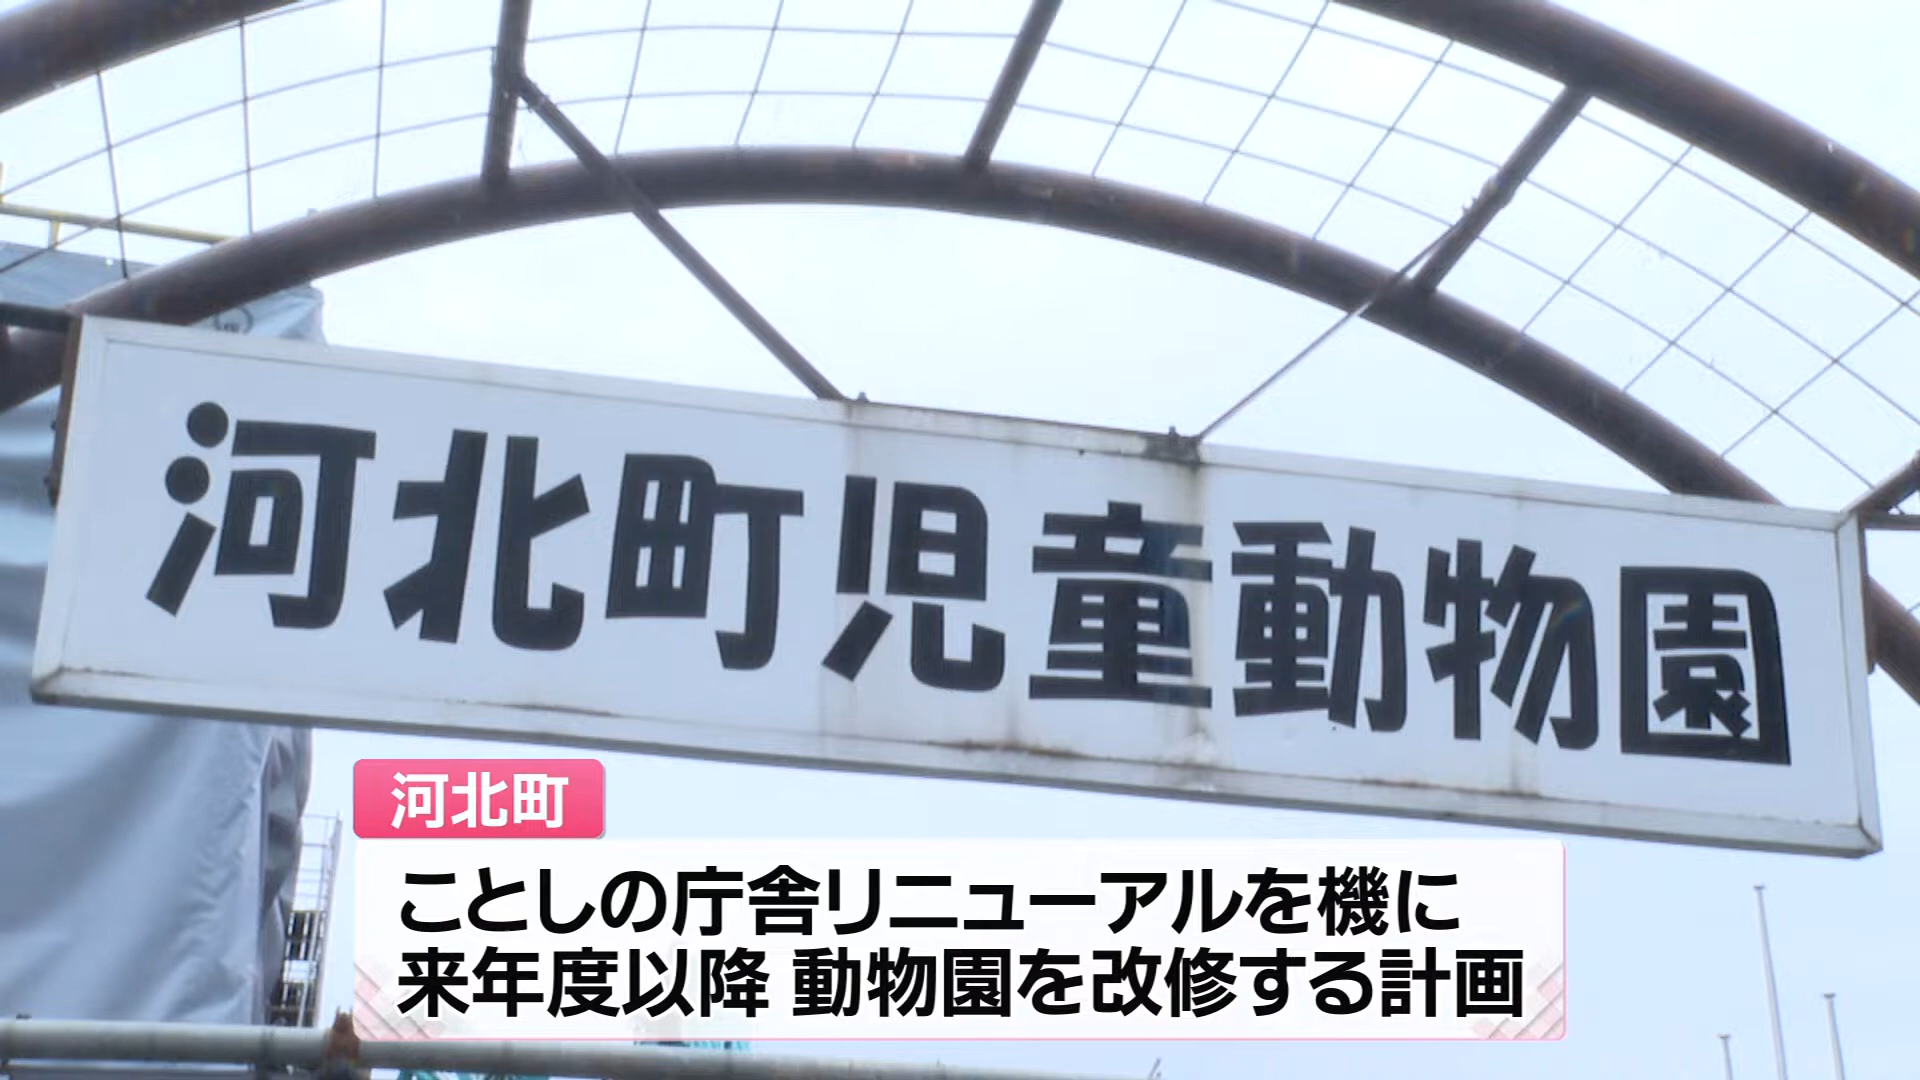 河北町児童動物園
河北町
ことしの庁舎リニューアルを機に
来年度以降 動物園を改修する計画